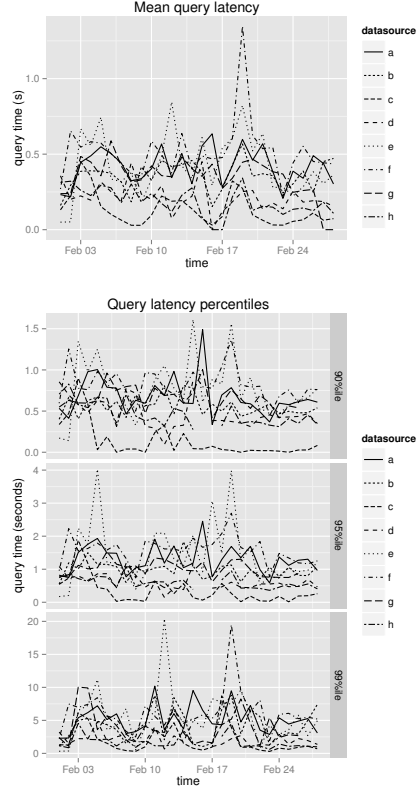 Mean query latency
query time (s)
1.0
0.5
0.0
Feb 03
Feb 10
Feb 17
Feb 24
time
datasource
a
b
c
d
e
f
g
h
Query latency percentiles
query time (seconds)
1.5
1.0
0.5
0.0
90%ile
4
3
2
1
0
95%ile
20
15
10
5
0
99%ile
Feb 03
Feb 10
Feb 17
Feb 24
time
datasource
a
b
c
d
e
f
g
h